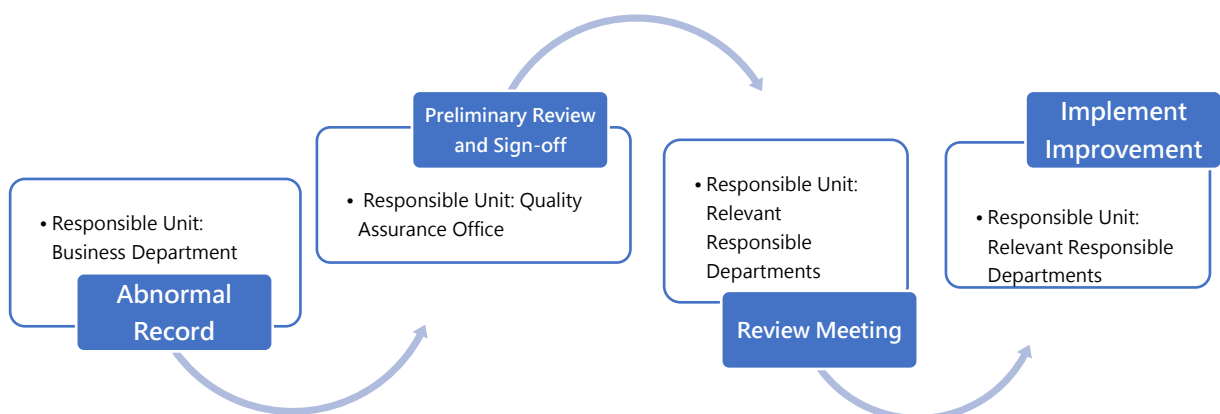 • Responsible Unit:
Business Department
Abnormal
Record
Preliminary Review
and Sign-off
• Responsible Unit: Quality
Assurance Office
• Responsible Unit:
Relevant
Responsible
Departments
Review Meeting
Implement
Improvement
• Responsible Unit:
Relevant Responsible
Departments